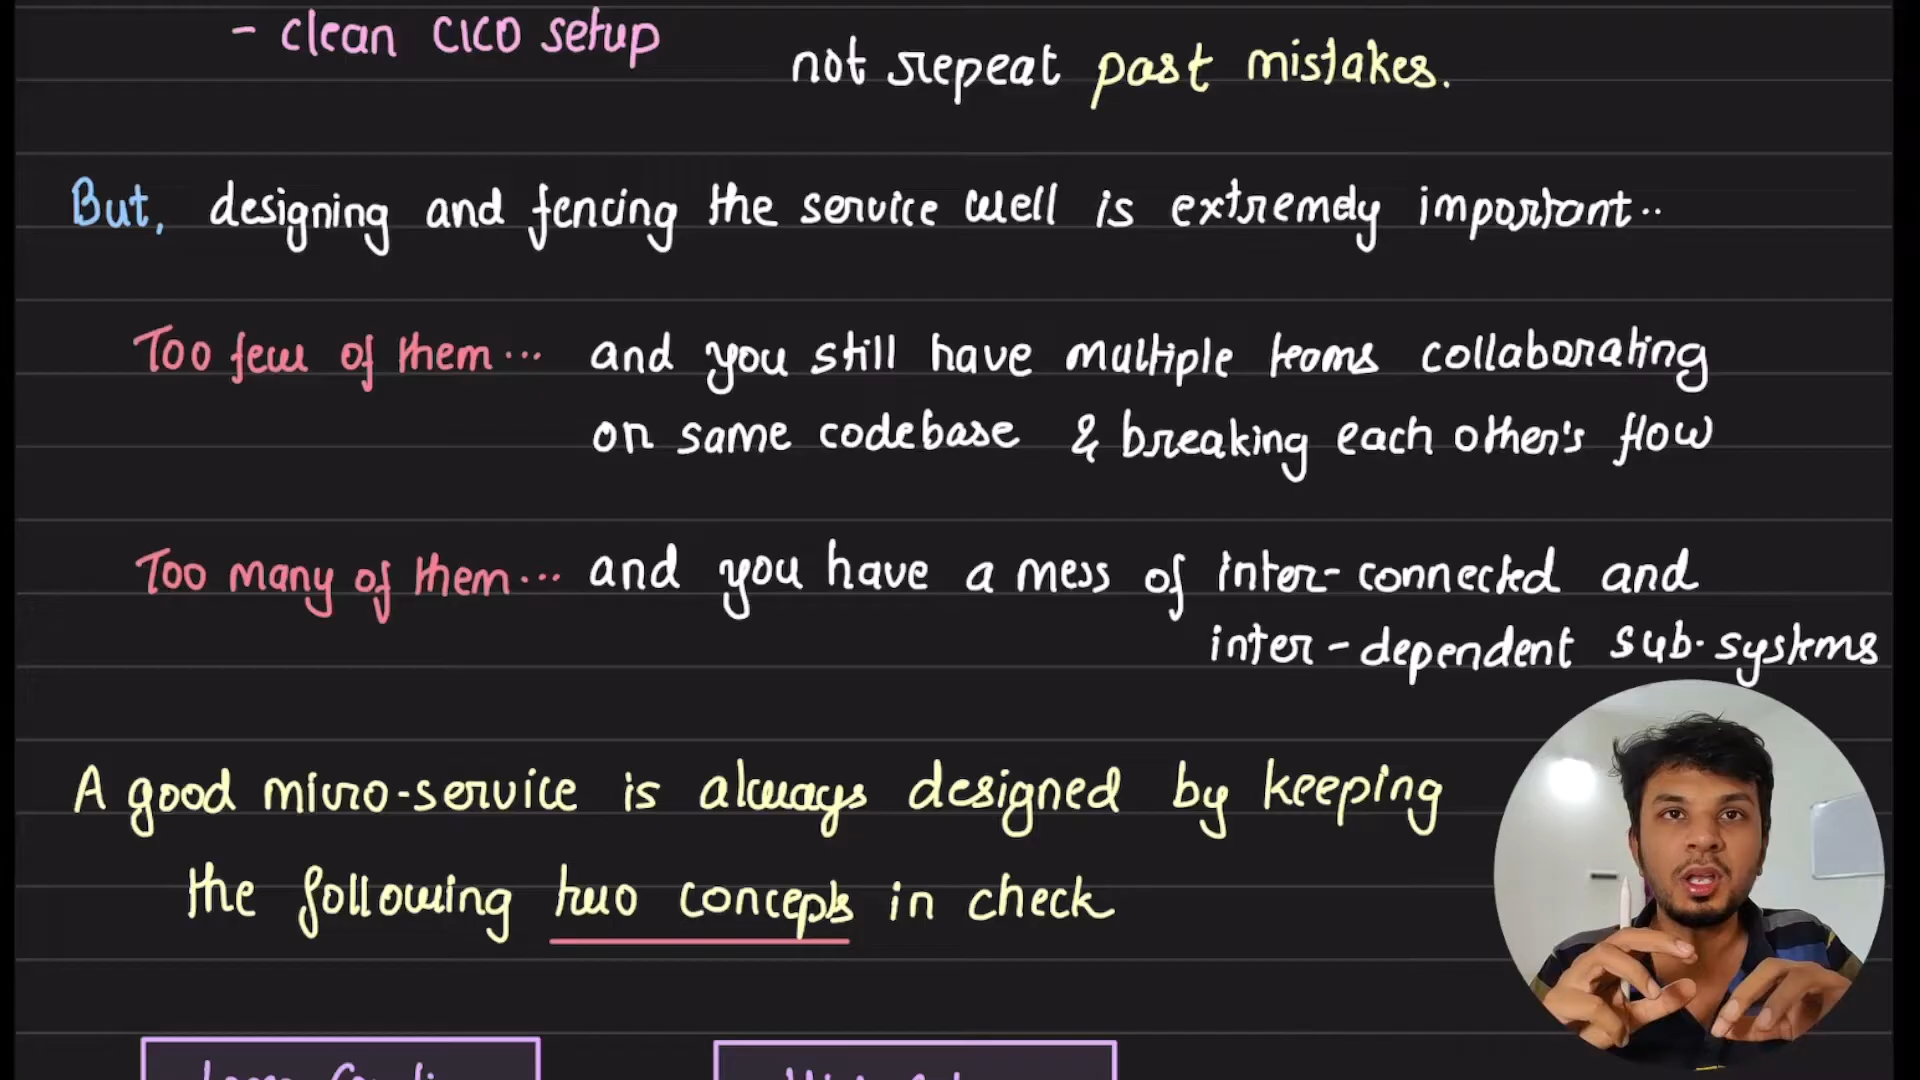 - clean CICD setup
not repeat past mistakes.
But, designing and fencing the service well is extremely important..
Too few of them... and you still have multiple teams collaborating
on same codebase & breaking each other's flow
Too many of them... and you have a mess of inter-connected and
inter-dependent sub-systems
A good micro-service is always designed by keeping
the following two concepts in check